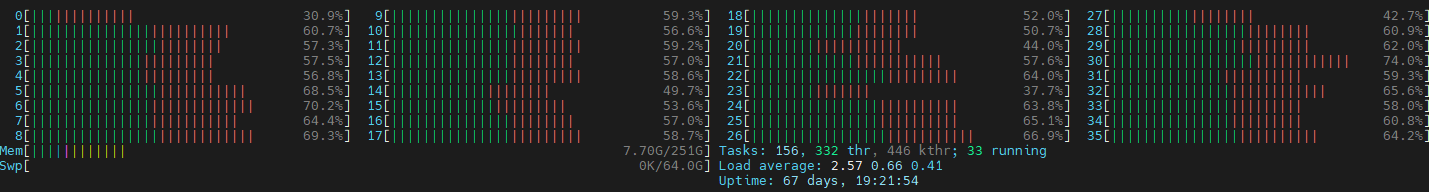 0[ 30.9%] 9[ 59.3%] 18[ 52.0%] 27[ 42.7%]
1[ 60.7%] 10[ 56.6%] 19[ 50.7%] 28[ 60.9%]
2[ 57.3%] 11[ 59.2%] 20[ 44.0%] 29[ 62.0%]
3[ 57.5%] 12[ 57.0%] 21[ 57.6%] 30[ 74.0%]
4[ 56.8%] 13[ 58.6%] 22[ 64.0%] 31[ 59.3%]
5[ 68.5%] 14[ 49.7%] 23[ 37.7%] 32[ 65.6%]
6[ 70.2%] 15[ 53.6%] 24[ 63.8%] 33[ 58.0%]
7[ 64.4%] 16[ 57.0%] 25[ 65.1%] 34[ 60.8%]
8[ 69.3%] 17[ 58.7%] 26[ 66.9%] 35[ 64.2%]
Mem[ 7.70G/251G] Tasks: 156, 332 thr, 446 kthr; 33 running
Swp[ 0K/64.0G] Load average: 2.57 0.66 0.41
Uptime: 67 days, 19:21:54